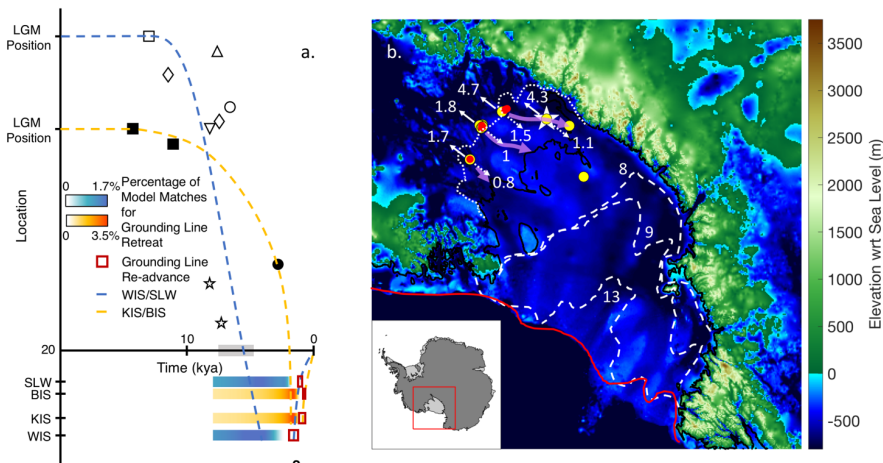 LGM
Position
a.
LGM
Position
Location
0
1.7%
0
3.5%
Percentage of
Model Matches
for
Grounding Line
Retreat
Grounding Line
Re-advance
WIS/SLW
KIS/BIS
20
10
0
Time (kya)
SLW
BIS
KIS
WIS
b.
4.7
4.3
1.8
1.5
1.7
1
1.1
0.8
8
9
13
3500
3000
2500
2000
1500
1000
500
0
-500
Elevation wrt Sea Level (m)